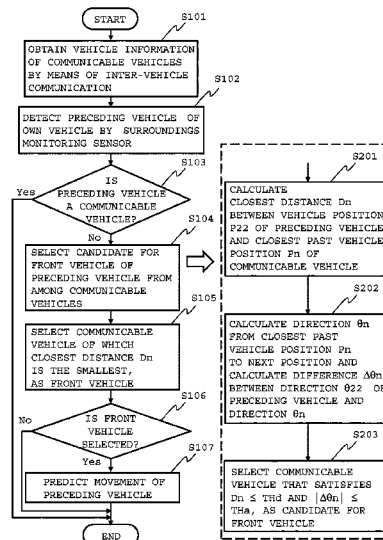 START
S101
OBTAIN VEHICLE INFORMATION
OF COMMUNICABLE VEHICLES
BY MEANS OF INTER-VEHICLE
COMMUNICATION
S102
DETECT PRECEDING VEHICLE OF
OWN VEHICLE BY SURROUNDINGS
MONITORING SENSOR
S103
IS
PRECEDING VEHICLE
A COMMUNICABLE
VEHICLE?
Yes
No
S104
SELECT CANDIDATE FOR
FRONT VEHICLE OF
PRECEDING VEHICLE FROM
AMONG COMMUNICABLE
VEHICLES
S105
SELECT COMMUNICABLE
VEHICLE OF WHICH
CLOSEST DISTANCE Dn
IS THE SMALLEST,
AS FRONT VEHICLE
S106
IS FRONT
VEHICLE
SELECTED?
No
Yes
S107
PREDICT MOVEMENT OF
PRECEDING VEHICLE
END
S201
CALCULATE
CLOSEST DISTANCE Dn
BETWEEN VEHICLE POSITION
P22 OF PRECEDING VEHICLE
AND CLOSEST PAST VEHICLE
POSITION Pn OF
COMMUNICABLE VEHICLE
S202
CALCULATE DIRECTION θn
FROM CLOSEST PAST
VEHICLE POSITION Pn
TO NEXT POSITION AND
CALCULATE DIFFERENCE Δθn
BETWEEN DIRECTION θ22 OF
PRECEDING VEHICLE AND
DIRECTION θn
S203
SELECT COMMUNICABLE
VEHICLE THAT SATISFIES
Dn ≤ THd AND |Δθn| ≤
THa, AS CANDIDATE FOR
FRONT VEHICLE